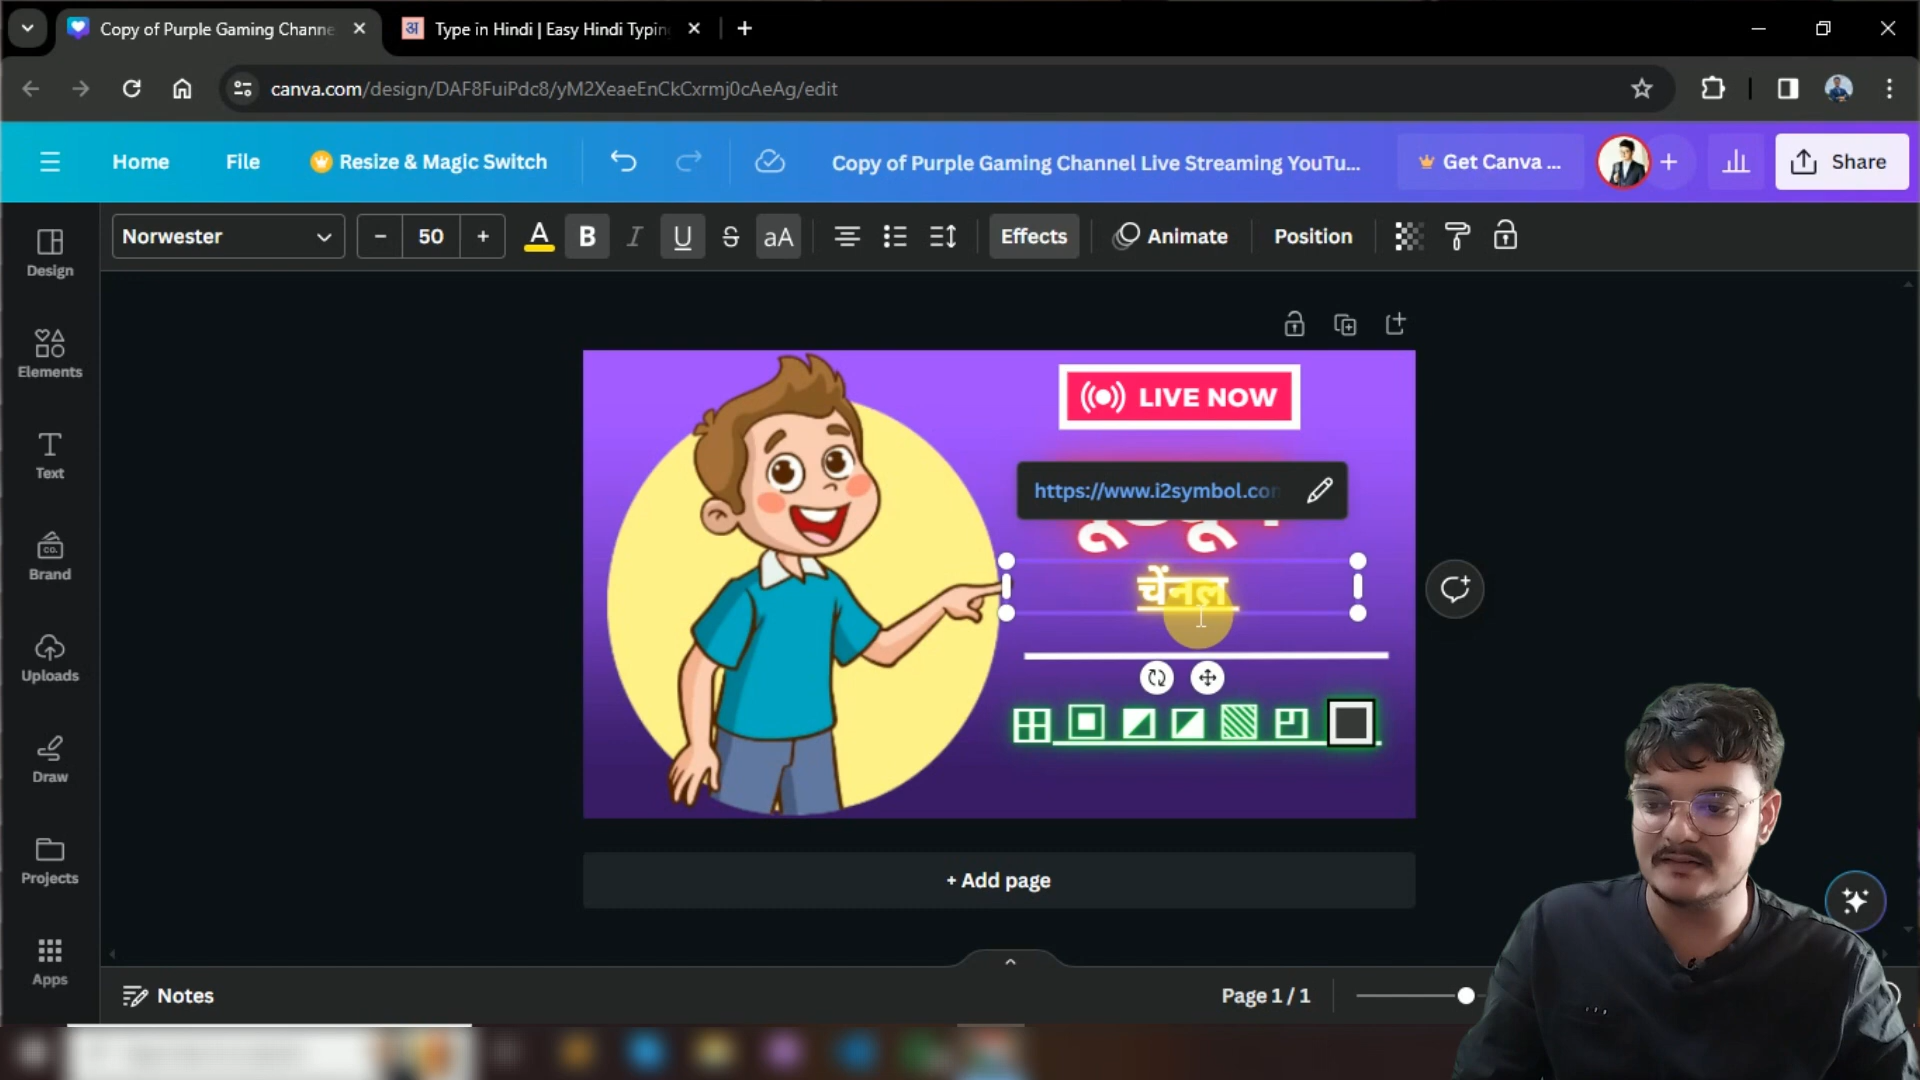 Copy of Purple Gaming Channe
Type in Hindi | Easy Hindi Typin
canva.com/design/DAF8FuiPdc8/yM2XeaeEnCkCxrmj0cAeAg/edit
Home File Resize & Magic Switch Copy of Purple Gaming Channel Live Streaming YouTu... Get Canva ... Share
Norwester 50 A B I U S aA Effects Animate Position
Design
Elements
Text
Brand
Uploads
Draw
Projects
Apps
LIVE NOW
https://www.i2symbol.con
चेंनल
+ Add page
Notes
Page 1 / 1